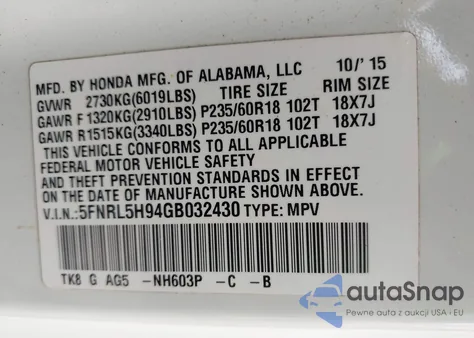 MFD. BY HONDA MFG. OF ALABAMA, LLC 10/'15
GVWR 2730KG(6019LBS) TIRE SIZE RIM SIZE
GAWR F 1320KG(2910LBS) P235/60R18 102T 18X7J
GAWR R1515KG(3340LBS) P235/60R18 102T 18X7J
THIS VEHICLE CONFORMS TO ALL APPLICABLE
FEDERAL MOTOR VEHICLE SAFETY
AND THEFT PREVENTION STANDARDS IN EFFECT
ON THE DATE OF MANUFACTURE SHOWN ABOVE.
V.I.N.:5FNRL5H94GB032430 TYPE: MPV
TK8 G AG5 -NH603P -C -B
autoSnap
Pewne auta z aukcji USA i EU